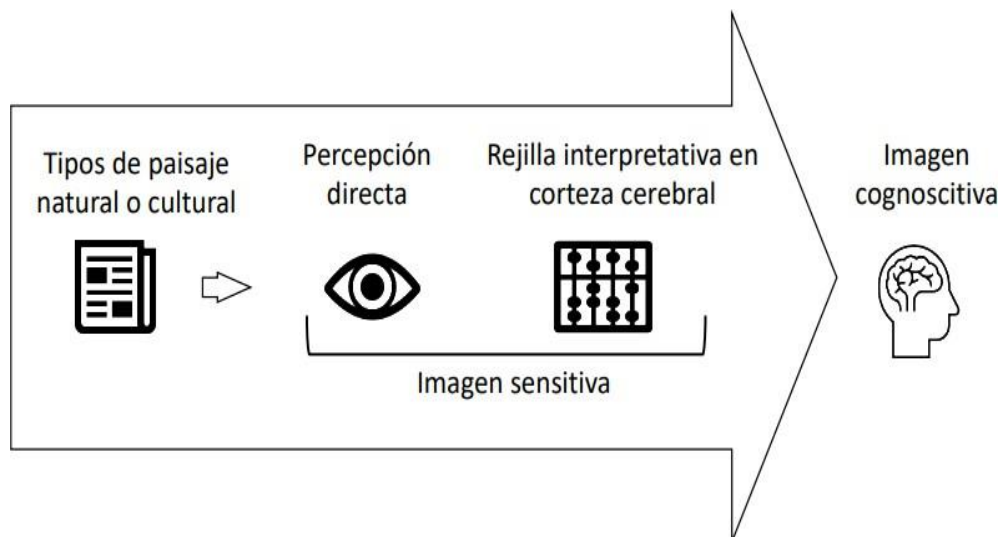 Tipos de paisaje
natural o cultural
Percepción
directa
Rejilla interpretativa en
corteza cerebral
Imagen
cognoscitiva
Imagen sensitiva